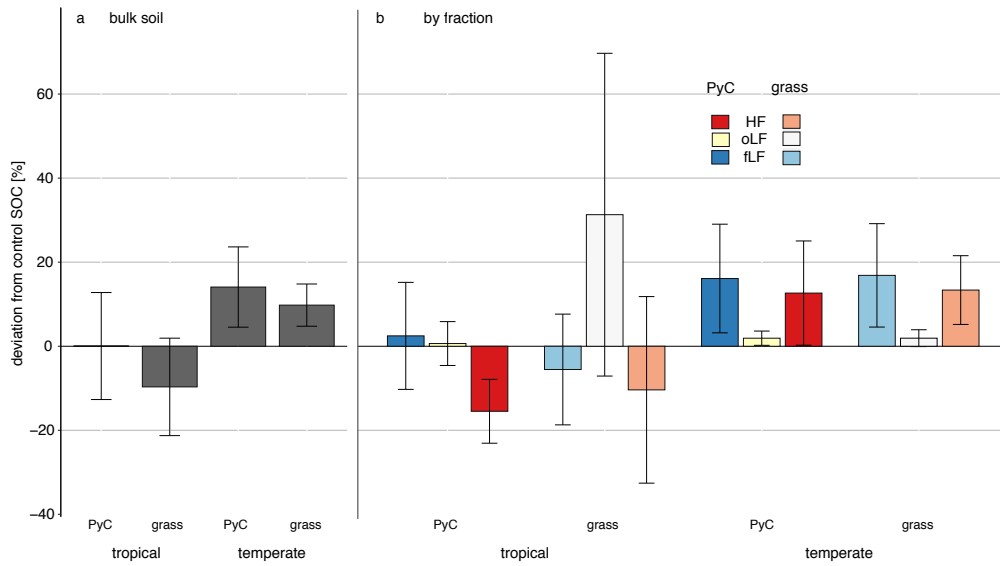 a bulk soil
b by fraction
PyC grass
HF
oLF
fLF
deviation from control SOC [%]
60
40
20
0
−20
−40
PyC grass PyC grass
tropical temperate
PyC grass PyC grass
tropical temperate